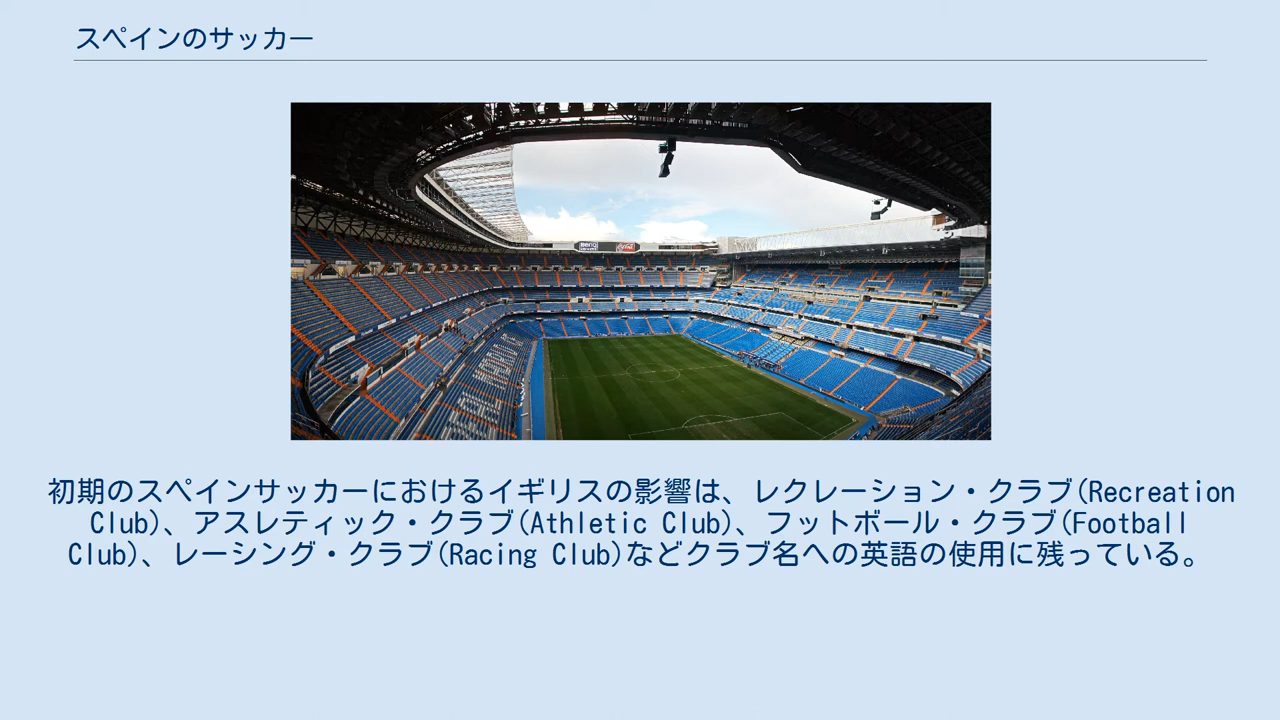 スペインのサッカー
BenQ
Coca-Cola
初期のスペインサッカーにおけるイギリスの影響は、レクレーション・クラブ(Recreation
Club)、アスレティック・クラブ(Athletic Club)、フットボール・クラブ(Football
Club)、レーシング・クラブ(Racing Club)などクラブ名への英語の使用に残っている。